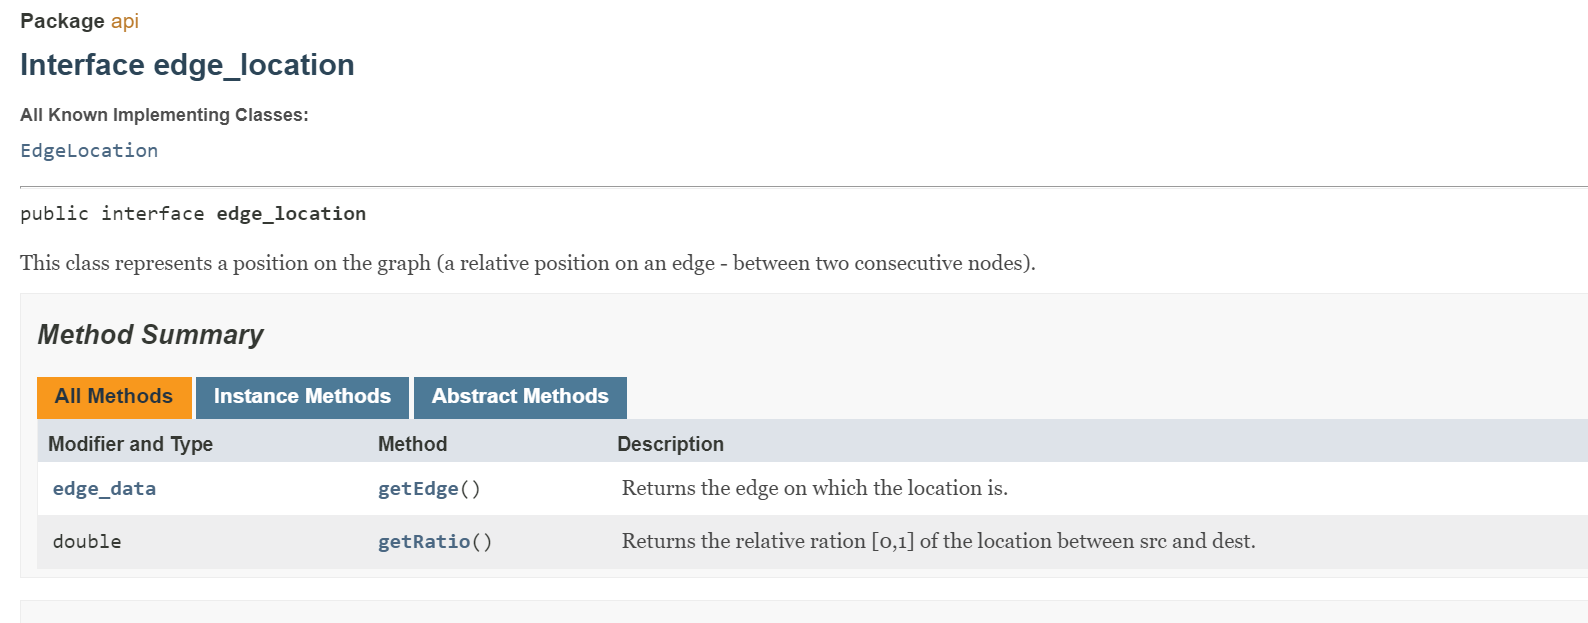 Package api
Interface edge_location
All Known Implementing Classes:
EdgeLocation
public interface edge_location
This class represents a position on the graph (a relative position on an edge - between two consecutive nodes).
Method Summary
All Methods Instance Methods Abstract Methods
Modifier and Type Method Description
edge_data getEdge() Returns the edge on which the location is.
double getRatio() Returns the relative ration [0,1] of the location between src and dest.